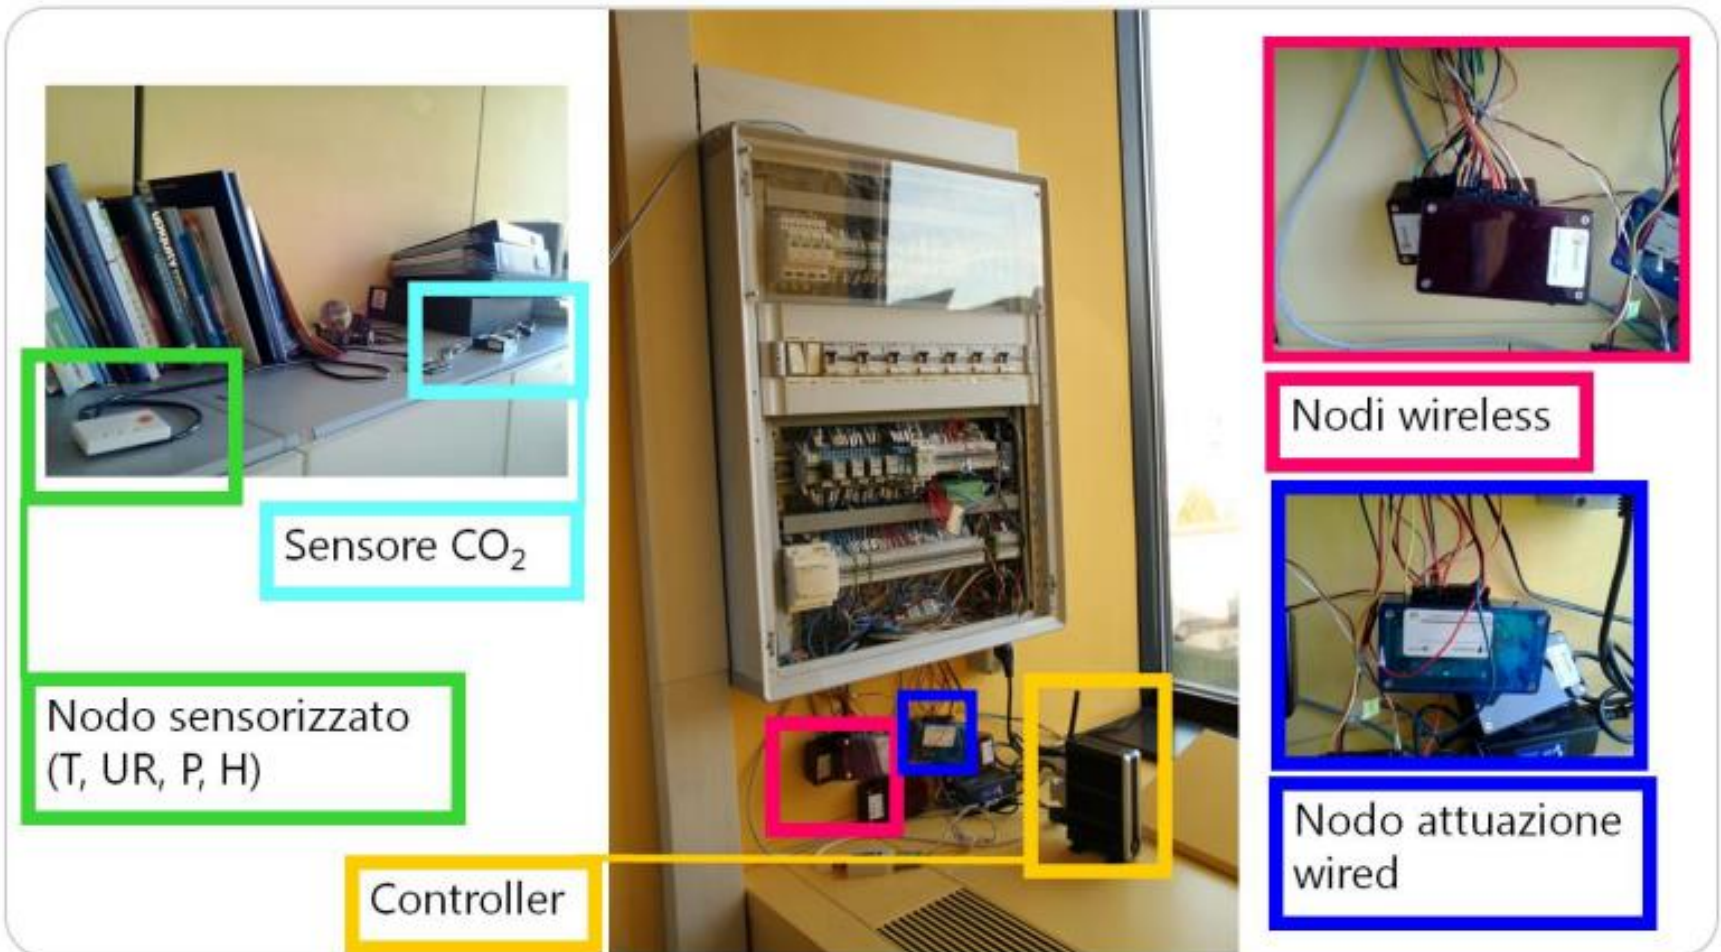 Sensore CO₂
Nodo sensorizzato
(T, UR, P, H)
Controller
Nodi wireless
Nodo attuazione
wired